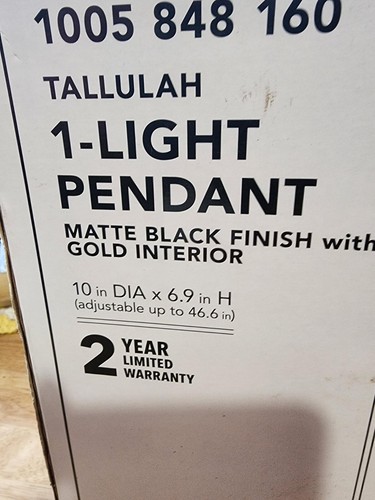 1005 848 160
TALLULAH
1-LIGHT
PENDANT
MATTE BLACK FINISH with
GOLD INTERIOR
10 in DIA x 6.9 in H
(adjustable up to 46.6 in)
2 YEAR
LIMITED
WARRANTY